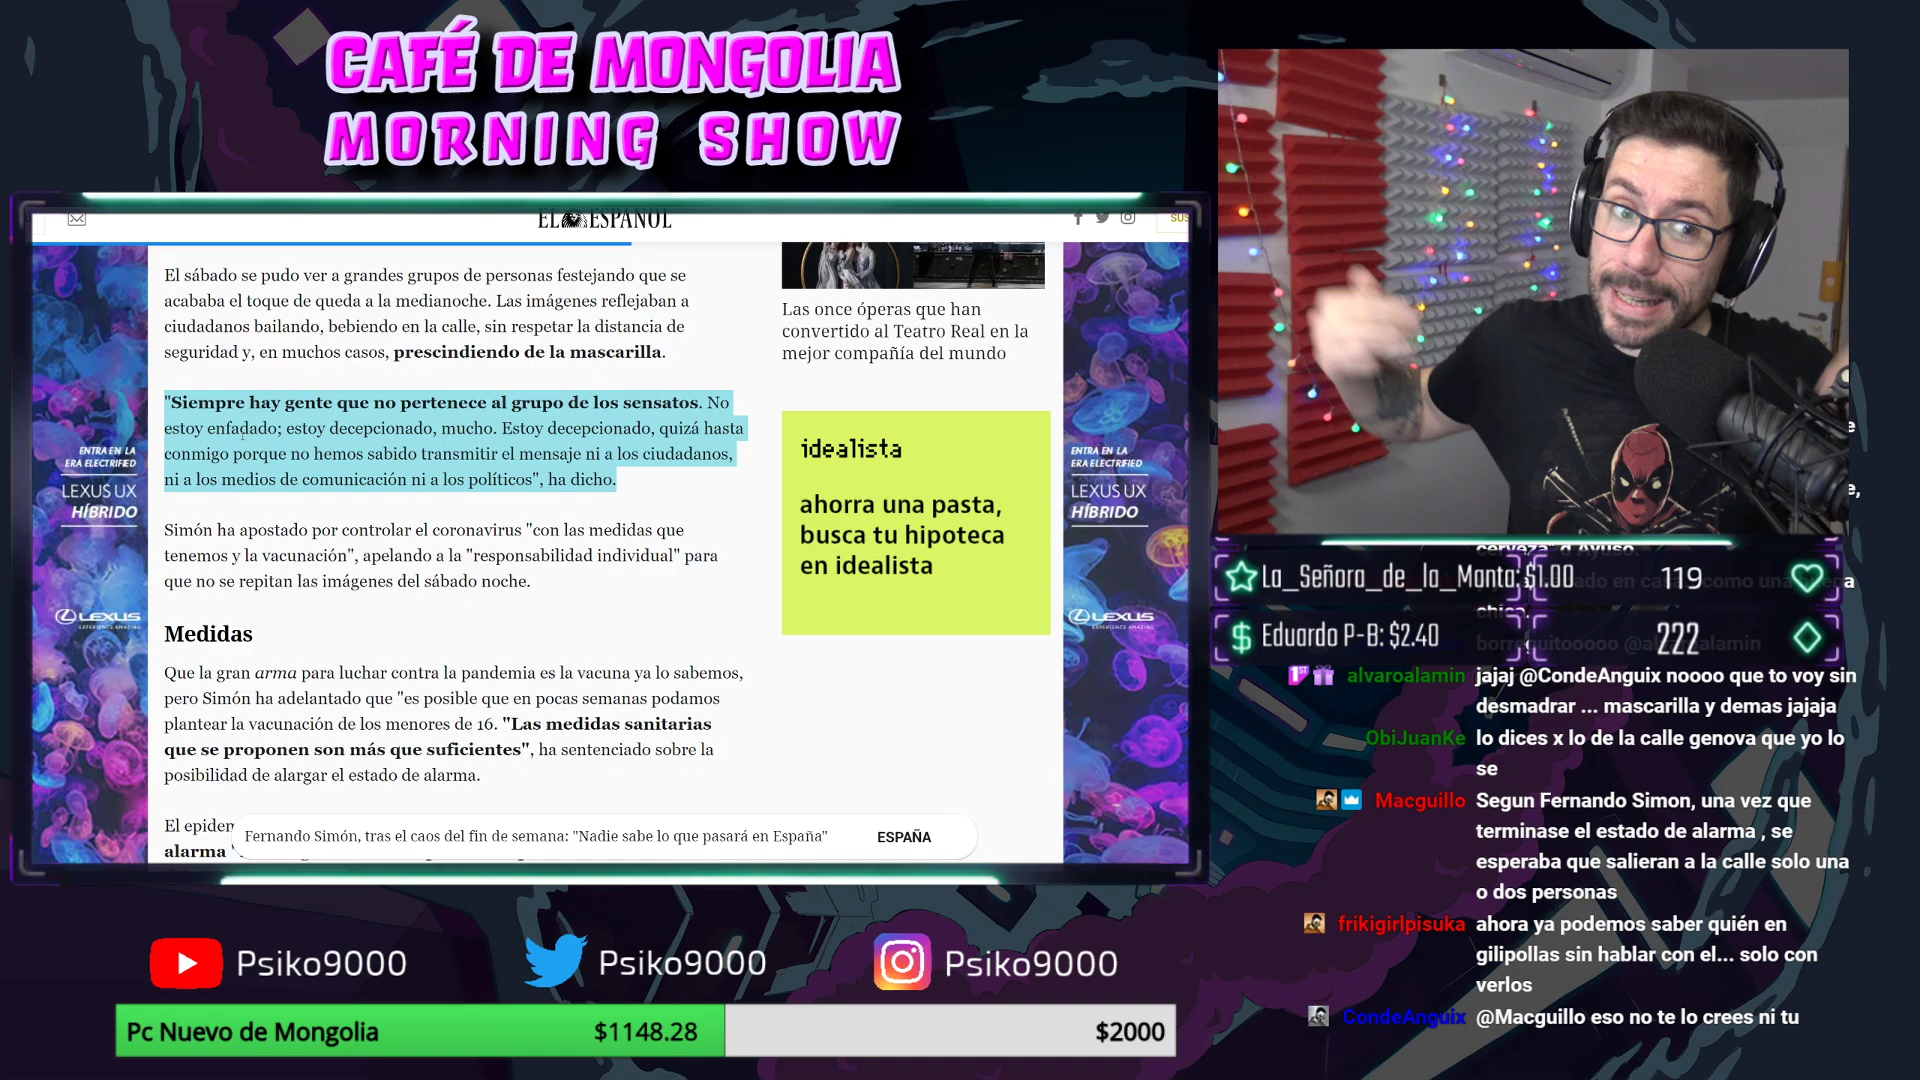 CAFÉ DE MONGOLIA
MORNING SHOW
EL ESPAÑOL
SUS
El sábado se pudo ver a grandes grupos de personas festejando que se
acababa el toque de queda a la medianoche. Las imágenes reflejaban a
ciudadanos bailando, bebiendo en la calle, sin respetar la distancia de
seguridad y, en muchos casos, prescindiendo de la mascarilla.
"Siempre hay gente que no pertenece al grupo de los sensatos. No
estoy enfadado; estoy decepcionado, mucho. Estoy decepcionado, quizá hasta
conmigo porque no hemos sabido transmitir el mensaje ni a los ciudadanos,
ni a los medios de comunicación ni a los políticos", ha dicho.
Simón ha apostado por controlar el coronavirus "con las medidas que
tenemos y la vacunación", apelando a la "responsabilidad individual" para
que no se repitan las imágenes del sábado noche.
Medidas
Que la gran arma para luchar contra la pandemia es la vacuna ya lo sabemos,
pero Simón ha adelantado que "es posible que en pocas semanas podamos
plantear la vacunación de los menores de 16. "Las medidas sanitarias
que se proponen son más que suficientes", ha sentenciado sobre la
posibilidad de alargar el estado de alarma.
El epidem
alarma
Fernando Simón, tras el caos del fin de semana: "Nadie sabe lo que pasará en España"
ESPAÑA
Las once óperas que han
convertido al Teatro Real en la
mejor compañía del mundo
idealista
ahorra una pasta,
busca tu hipoteca
en idealista
ENTRA EN LA
ERA ELECTRIFIED
LEXUS UX
HÍBRIDO
LEXUS
EXPERIENCE AMAZING
ENTRA EN LA
ERA ELECTRIFIED
LEXUS UX
HÍBRIDO
LEXUS
EXPERIENCE AMAZING
e
e,
cerveza" d Ayuso
La_Señora_de_la_Manta: $1.00
119
Eduardo P-B: $2.40
222
alvaroalamin jajaj @CondeAnguix noooo que to voy sin
desmadrar ... mascarilla y demas jajaja
ObiJuanKe lo dices x lo de la calle genova que yo lo
se
Macguillo Segun Fernando Simon, una vez que
terminase el estado de alarma , se
esperaba que salieran a la calle solo una
o dos personas
frikigirlpisuka ahora ya podemos saber quién en
gilipollas sin hablar con el... solo con
verlos
CondeAnguix @Macguillo eso no te lo crees ni tu
Psiko9000
Psiko9000
Psiko9000
Pc Nuevo de Mongolia
$1148.28
$2000